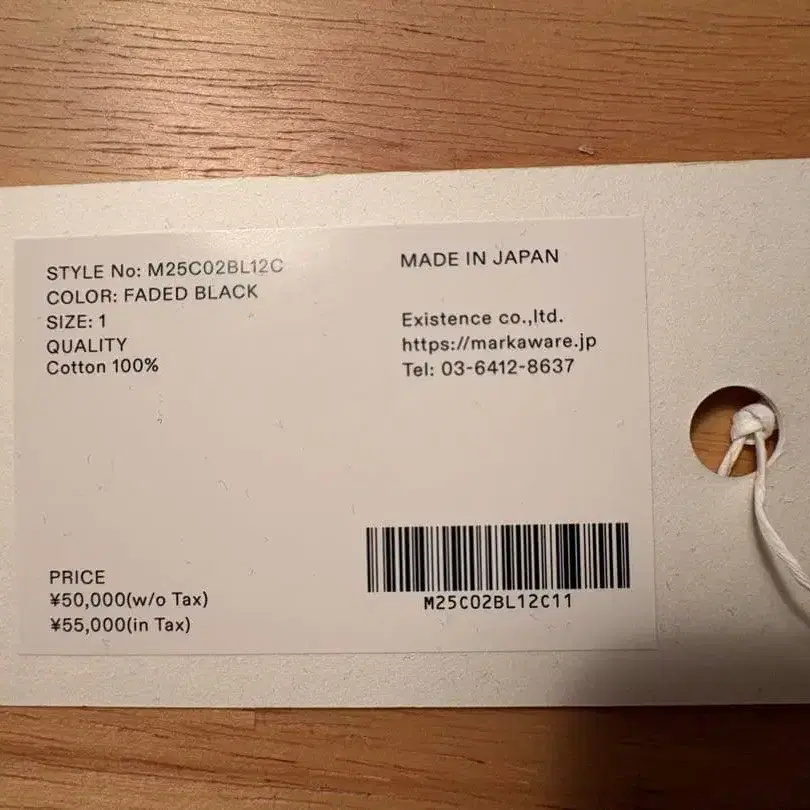 STYLE No: M25C02BL12C
COLOR: FADED BLACK
SIZE: 1
QUALITY
Cotton 100%
MADE IN JAPAN
Existence co.,ltd.
https://markaware.jp
Tel: 03-6412-8637
PRICE
¥50,000(w/o Tax)
¥55,000(in Tax)
M25C02BL12C11